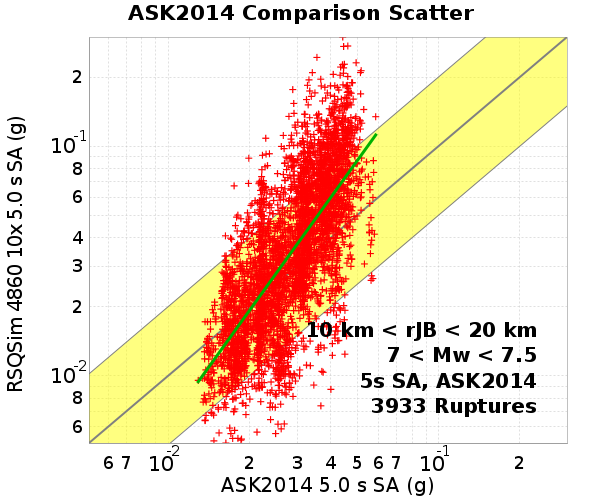 ASK2014 Comparison Scatter
RSQSim 4860 10x 5.0 s SA (g)
2
10-1
8
6
4
3
2
10-2
8
6
10 km < rJB < 20 km
7 < Mw < 7.5
5s SA, ASK2014
3933 Ruptures
6 7 10-2 2 3 4 5 6 7 10-1 2
ASK2014 5.0 s SA (g)